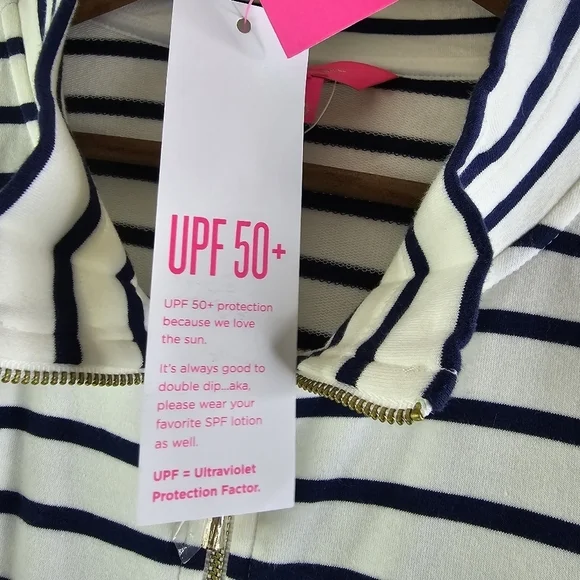 UPF 50+
UPF 50+ protection
because we love
the sun.
It's always good to
double dip...aka,
please wear your
favorite SPF lotion
as well.
UPF = Ultraviolet
Protection Factor.